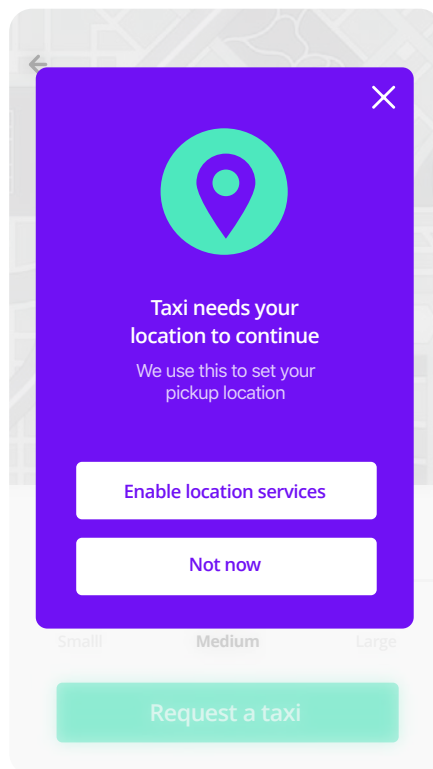 Taxi needs your
location to continue
We use this to set your
pickup location
Enable location services
Not now
Smalll Medium Large
Request a taxi